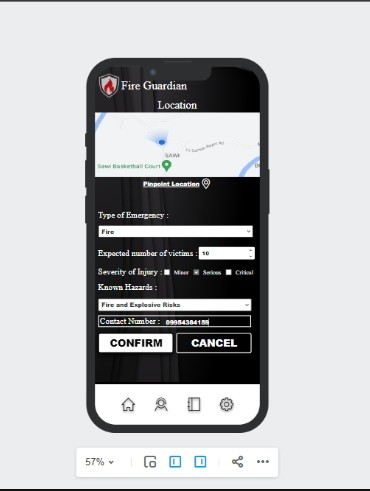 Fire Guardian
Location
SAWI
Sawi Basketball Court
Pinpoint Location
Type of Emergency :
Fire
Expected number of victims : 10
Severity of Injury : Minor Serious Critical
Known Hazards :
Fire and Explosive Risks
Contact Number : 09954384185
CONFIRM CANCEL
57%